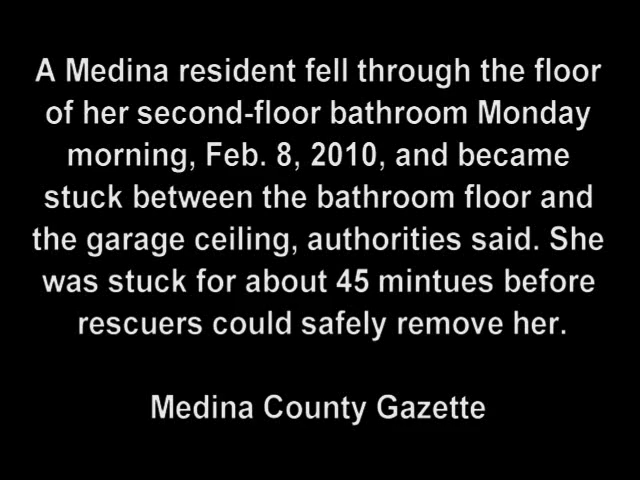 A Medina resident fell through the floor
of her second-floor bathroom Monday
morning, Feb. 8, 2010, and became
stuck between the bathroom floor and
the garage ceiling, authorities said. She
was stuck for about 45 mintues before
rescuers could safely remove her.
Medina County Gazette